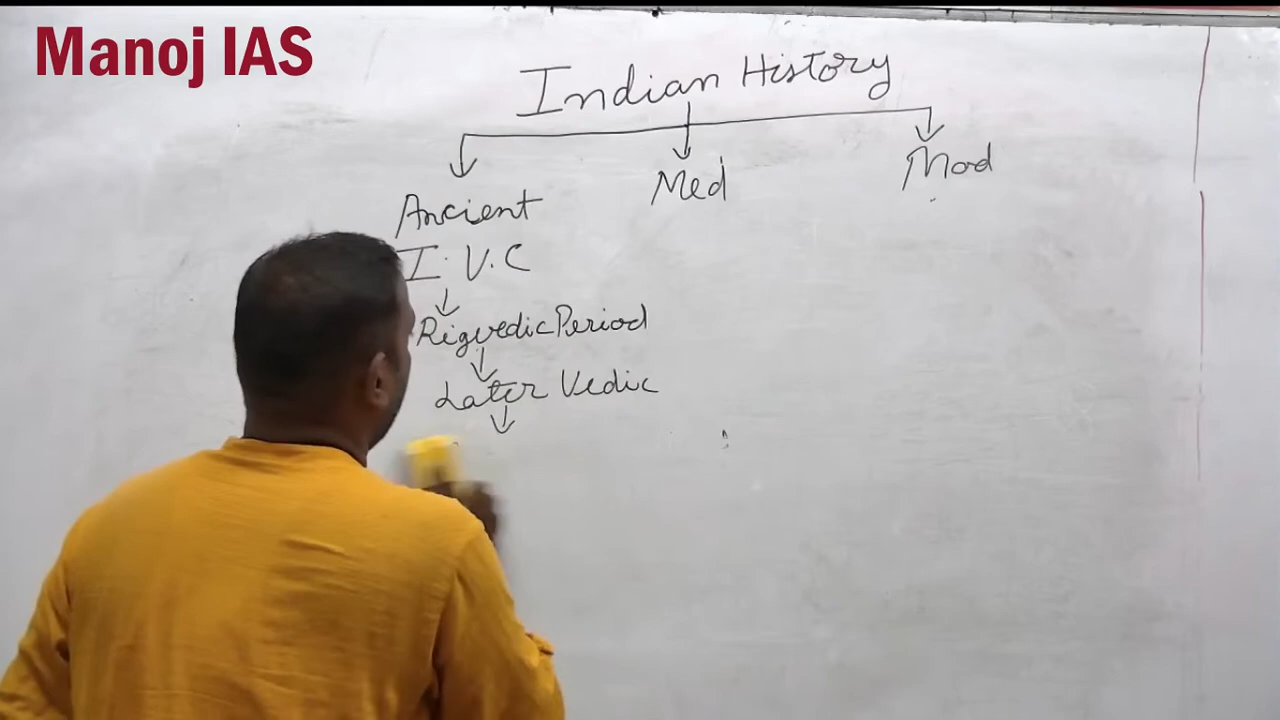 Manoj IAS
Indian History
Ancient Med Mod
I.V.C
Rigvedic Period
Later Vedic